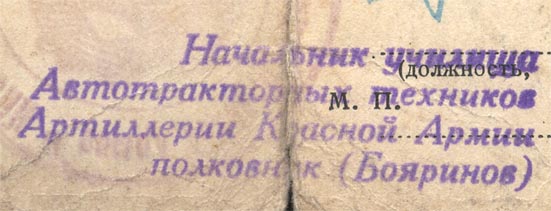 Начальник училища
(должность,
Автотракторных техников
М. П.
Артиллерии Красной Армии
полковник (Бояринов)